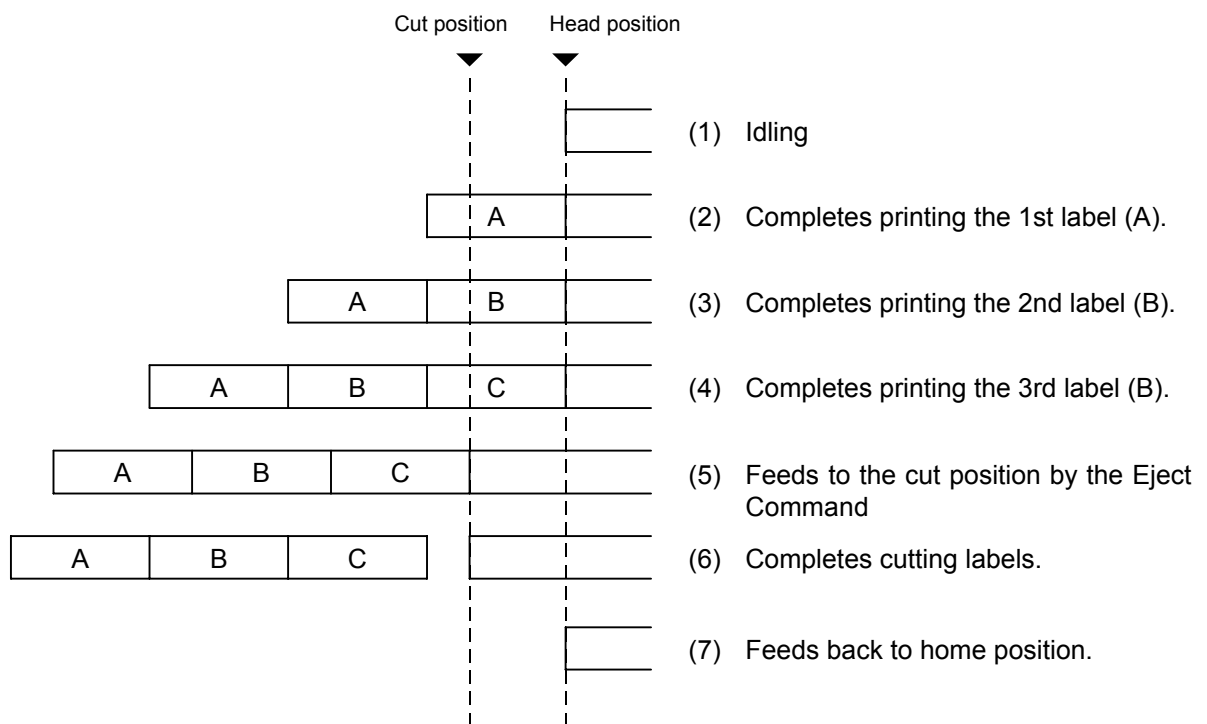 Cut position Head position
(1) Idling
A (2) Completes printing the 1st label (A).
A B (3) Completes printing the 2nd label (B).
A B C (4) Completes printing the 3rd label (B).
A B C (5) Feeds to the cut position by the Eject
Command
A B C (6) Completes cutting labels.
(7) Feeds back to home position.